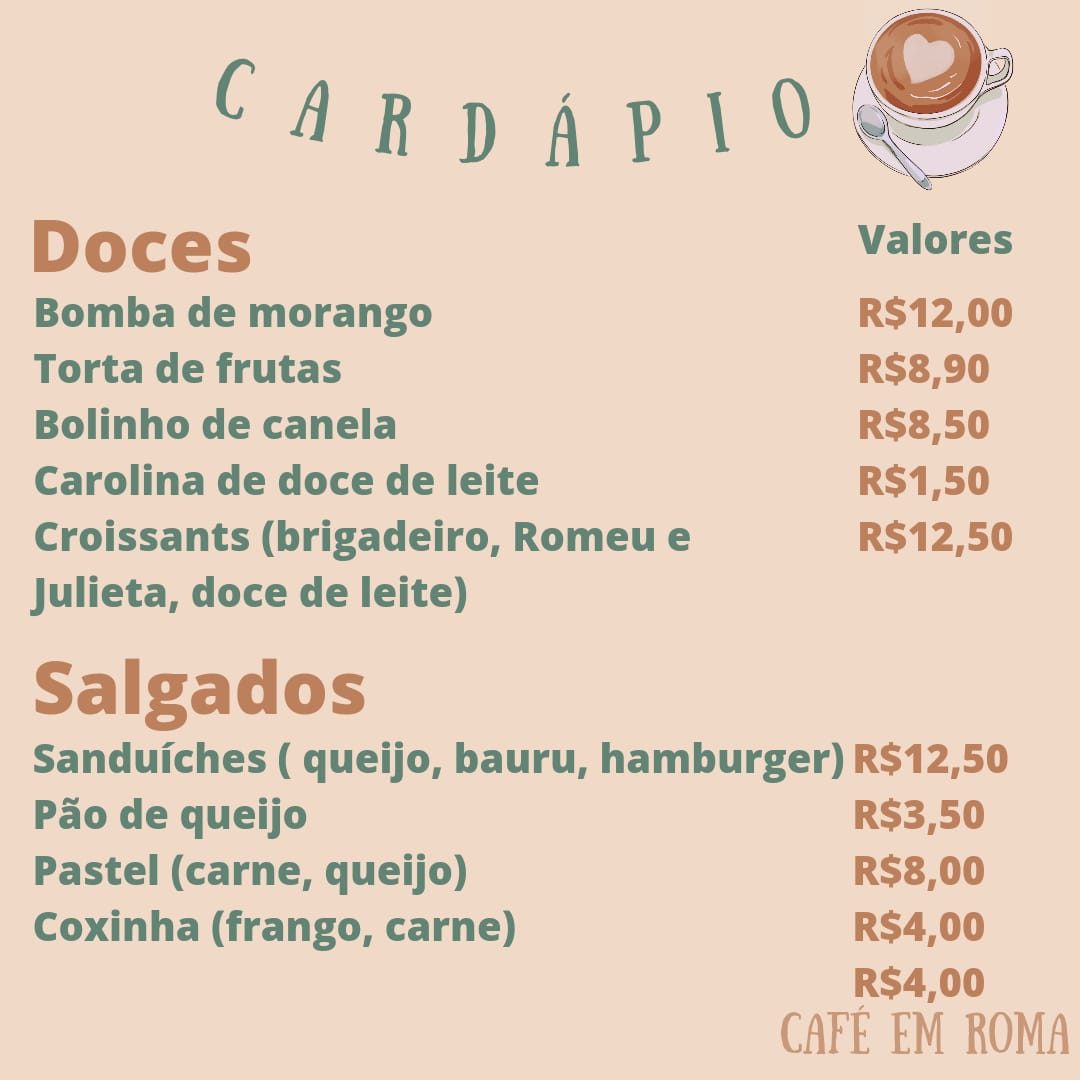 CARDÁPIO
Doces Valores
Bomba de morango R$12,00
Torta de frutas R$8,90
Bolinho de canela R$8,50
Carolina de doce de leite R$1,50
Croissants (brigadeiro, Romeu e R$12,50
Julieta, doce de leite)
Salgados
Sanduíches ( queijo, bauru, hamburger) R$12,50
Pão de queijo R$3,50
Pastel (carne, queijo) R$8,00
Coxinha (frango, carne) R$4,00
R$4,00
CAFÉ EM ROMA